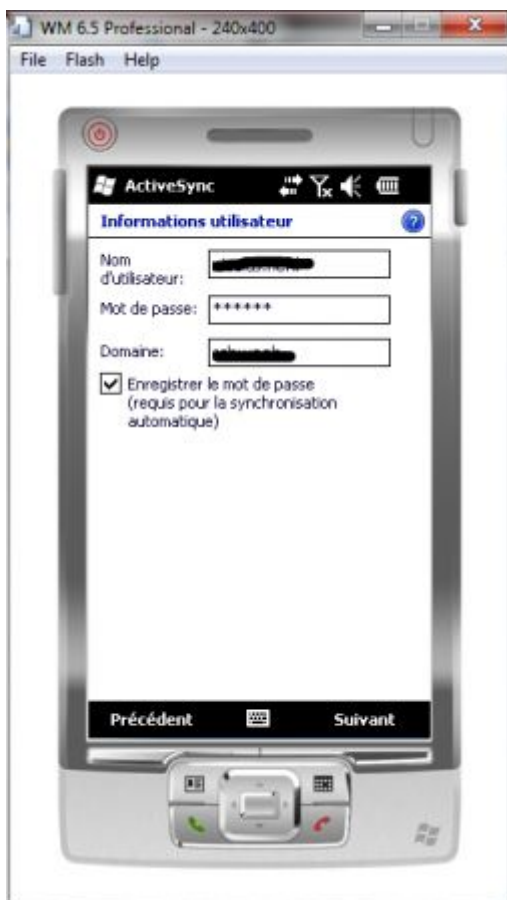 WM 6.5 Professional - 240x400
File Flash Help
ActiveSync
Informations utilisateur ?
Nom
d'utilisateur:
Mot de passe: ******
Domaine:
Enregistrer le mot de passe
(requis pour la synchronisation
automatique)
Précédent Suivant